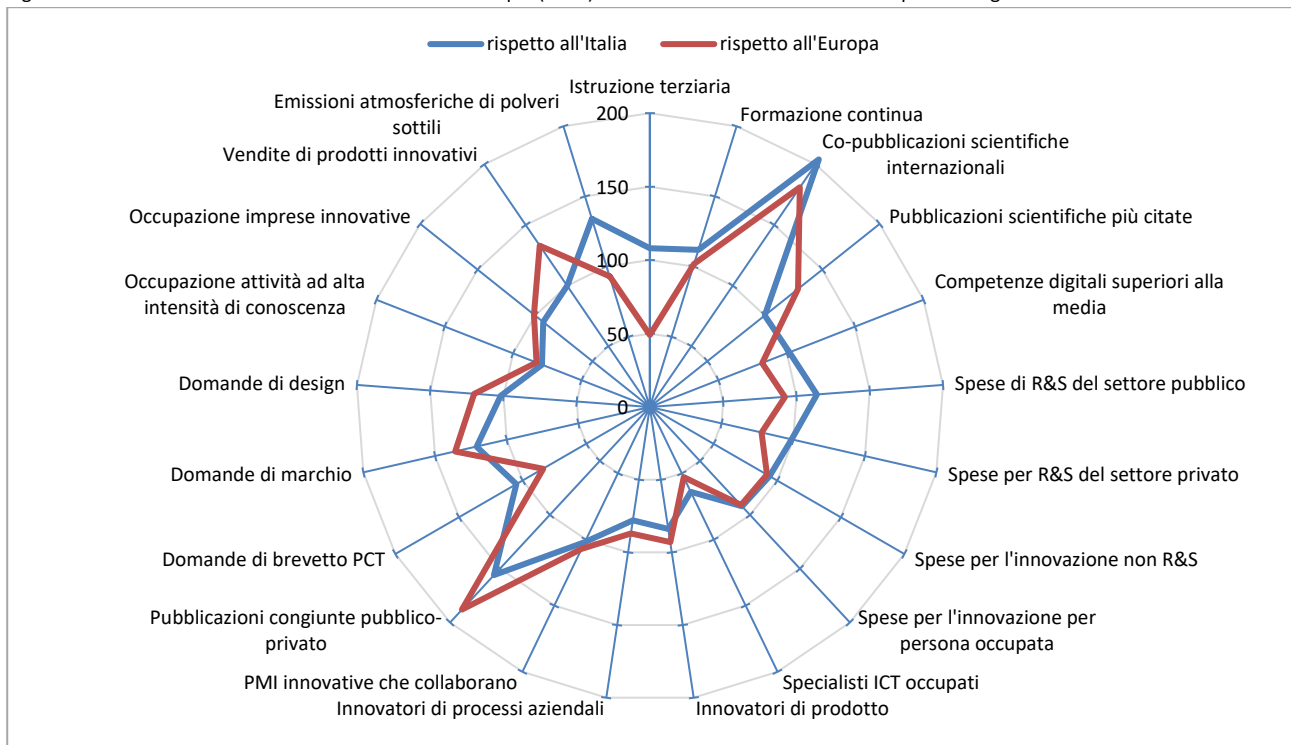 rispetto all'Italia
rispetto all'Europa
Istruzione terziaria
Formazione continua
Co-pubblicazioni scientifiche
internazionali
Pubblicazioni scientifiche più citate
Competenze digitali superiori alla
media
Spese di R&S del settore pubblico
Spese per R&S del settore privato
Spese per l'innovazione non R&S
Spese per l'innovazione per
persona occupata
Specialisti ICT occupati
Innovatori di prodotto
Innovatori di processi aziendali
PMI innovative che collaborano
Pubblicazioni congiunte pubblico-
privato
Domande di brevetto PCT
Domande di marchio
Domande di design
Occupazione attività ad alta
intensità di conoscenza
Occupazione imprese innovative
Vendite di prodotti innovativi
Emissioni atmosferiche di polveri
sottili
200
150
100
50
0